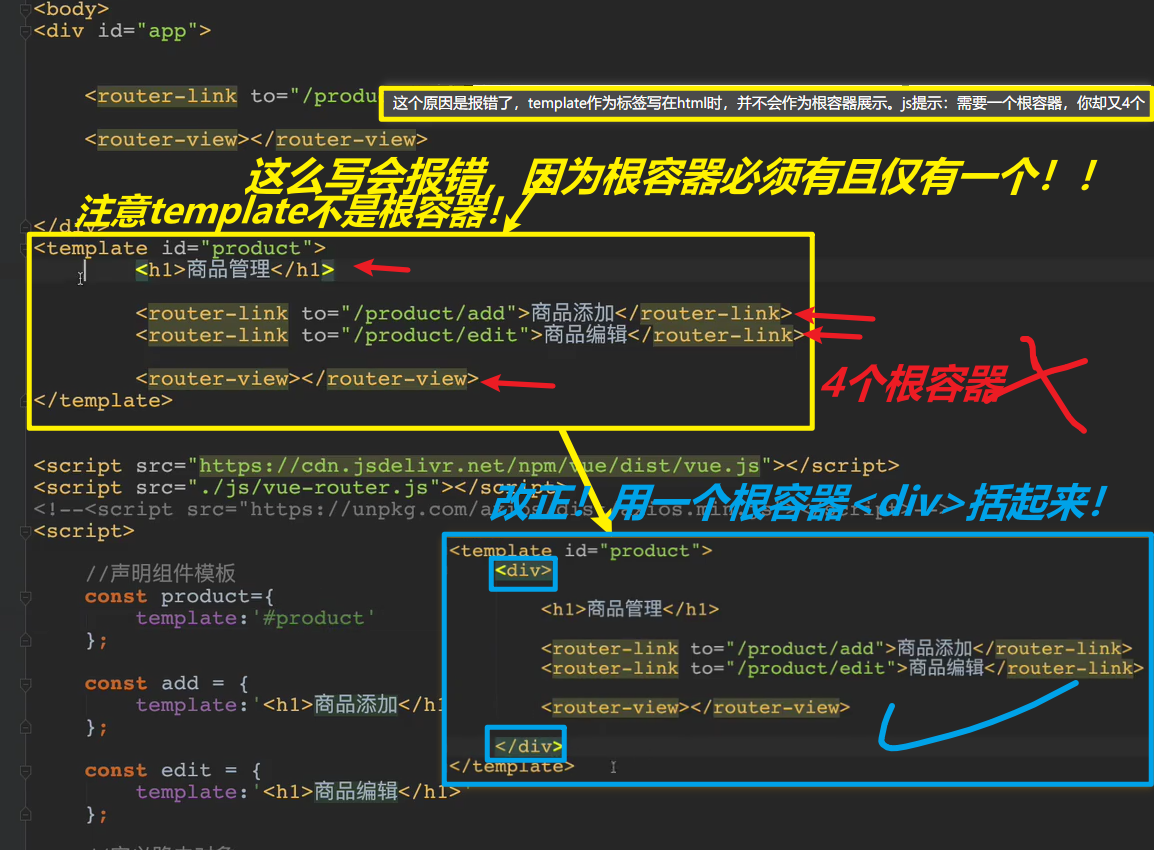 <body>
<div id="app">
<router-link to="/produ
这个原因是报错了，template作为标签写在html时，并不会作为根容器展示。js提示：需要一个根容器，你却又4个
<router-view></router-view>
这么写会报错，因为根容器必须有且仅有一个！！
注意template不是根容器！
</div>
<template id="product">
<h1>商品管理</h1>
<router-link to="/product/add">商品添加</router-link>
<router-link to="/product/edit">商品编辑</router-link>
<router-view></router-view>
4个根容器
</template>
<script src="https://cdn.jsdelivr.net/npm/vue/dist/vue.js"></script>
<script src="./js/vue-router.js"></script>
改正！用一个根容器<div>括起来！
<!--<script src="https://unpkg.com/
<script>
<template id="product">
<div>
<h1>商品管理</h1>
<router-link to="/product/add">商品添加</router-link>
<router-link to="/product/edit">商品编辑</router-link>
<router-view></router-view>
</div>
</template>
//声明组件模板
const product={
template:'#product'
};
const add = {
template:'<h1>商品添加</h1
};
const edit = {
template:'<h1>商品编辑</h1>'
};